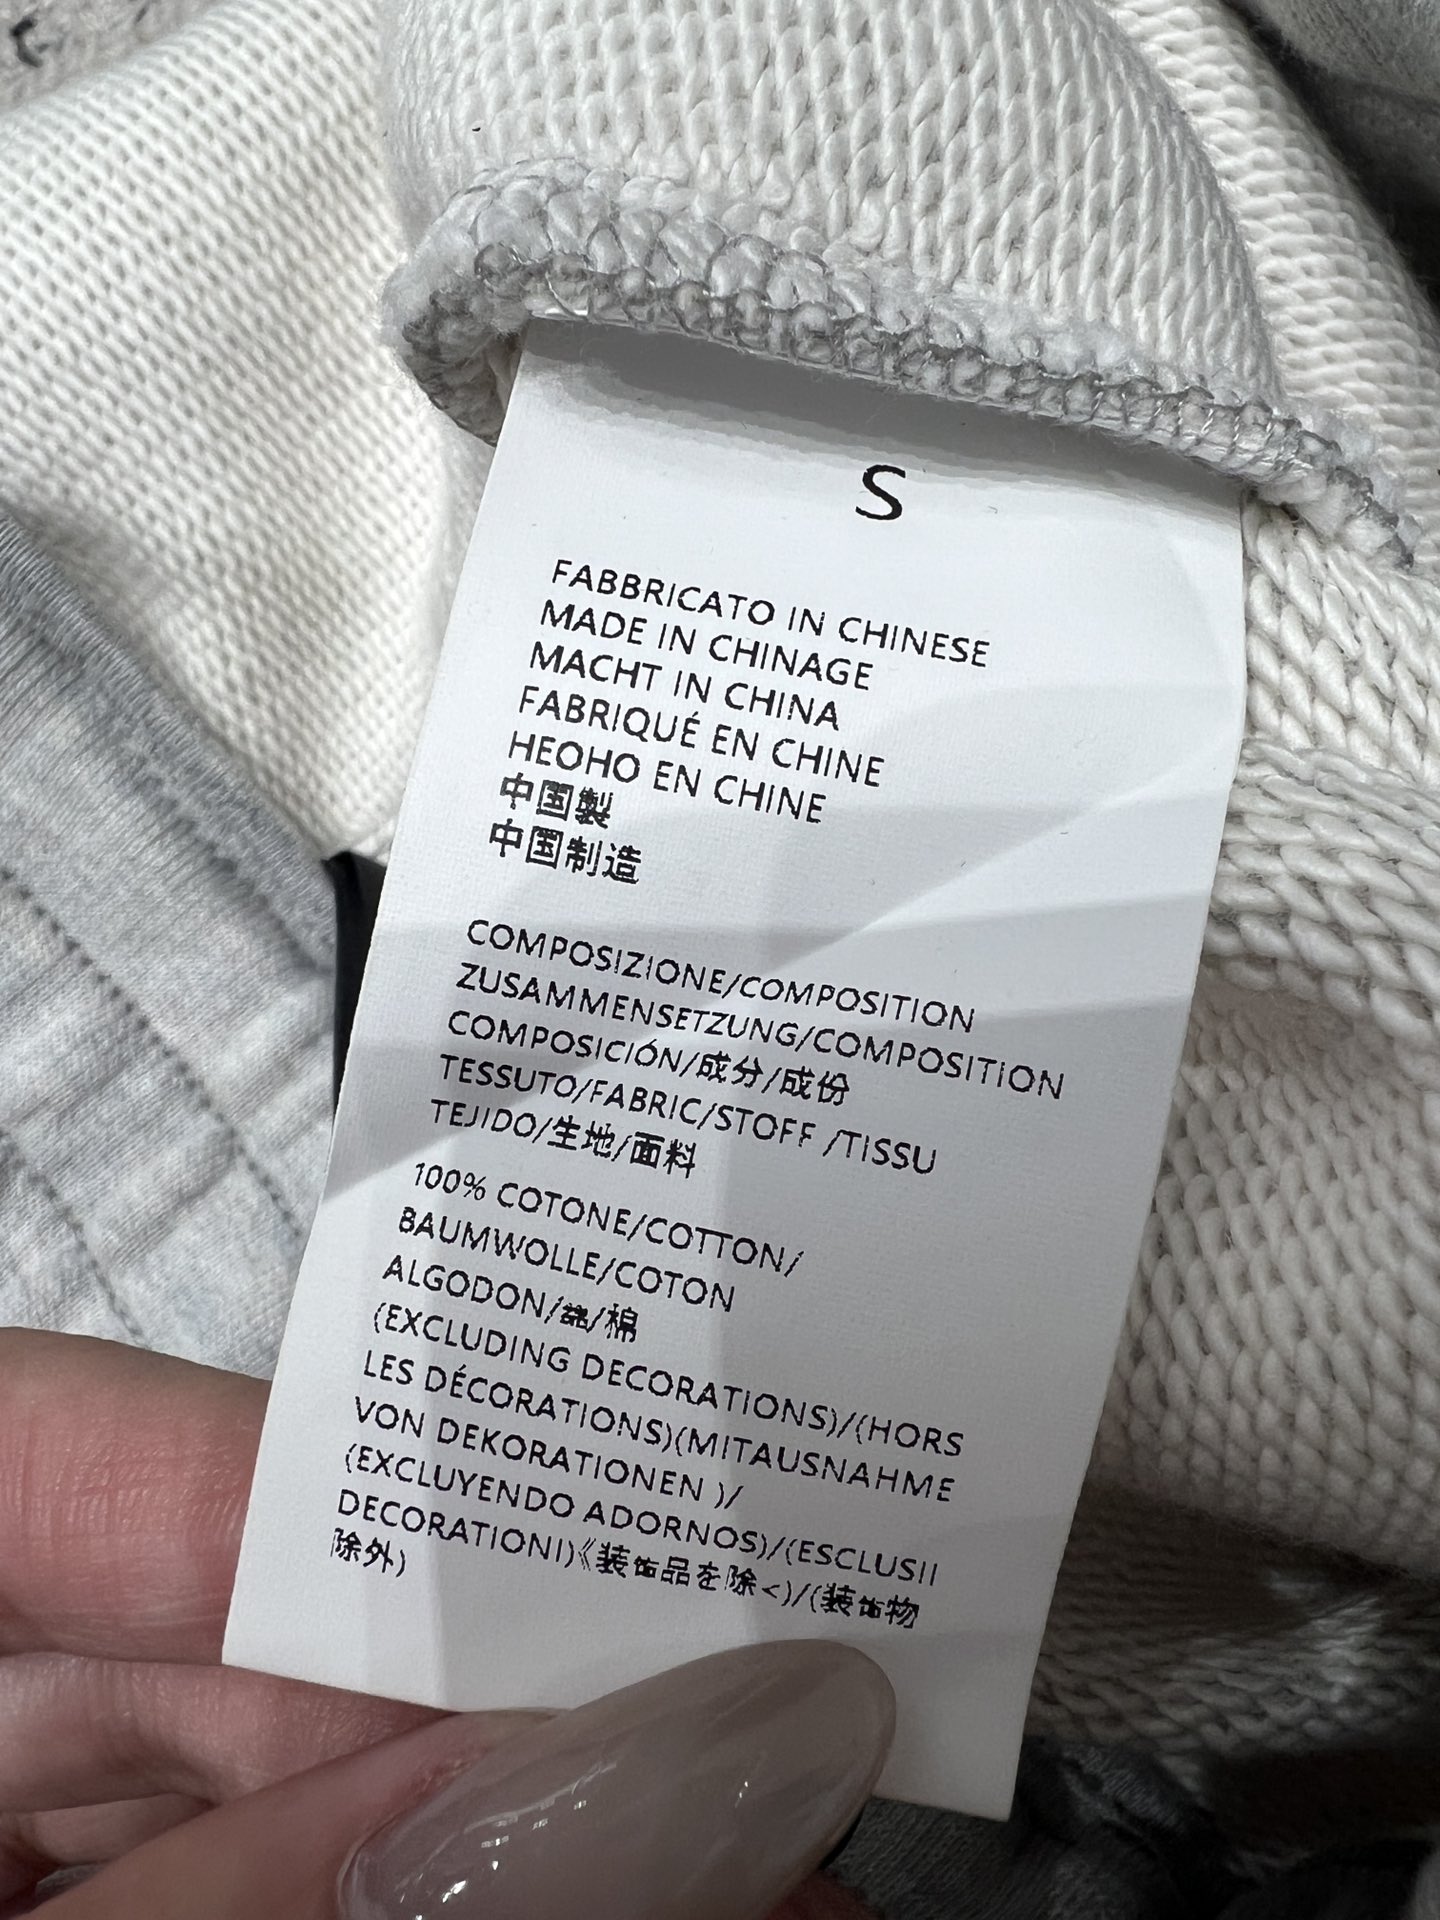 S
FABBRICATO IN CHINESE
MADE IN CHINAGE
MACHT IN CHINA
FABRIQUÉ EN CHINE
HEOHO EN CHINE
中国製
中国制造
COMPOSIZIONE/COMPOSITION
ZUSAMMENSETZUNG/COMPOSITION
COMPOSICIÓN/成分/成份
TESSUTO/FABRIC/STOFF /TISSU
TEJIDO/生地/面料
100% COTONE/COTTON/
BAUMWOLLE/COTON
ALGODON/綿/棉
(EXCLUDING DECORATIONS)/(HORS
LES DÉCORATIONS)(MITAUSNAHME
VON DEKORATIONEN )/
(EXCLUYENDO ADORNOS)/(ESCLUSII
DECORATIONI)《装饰品を除<)/(装饰物
除外)